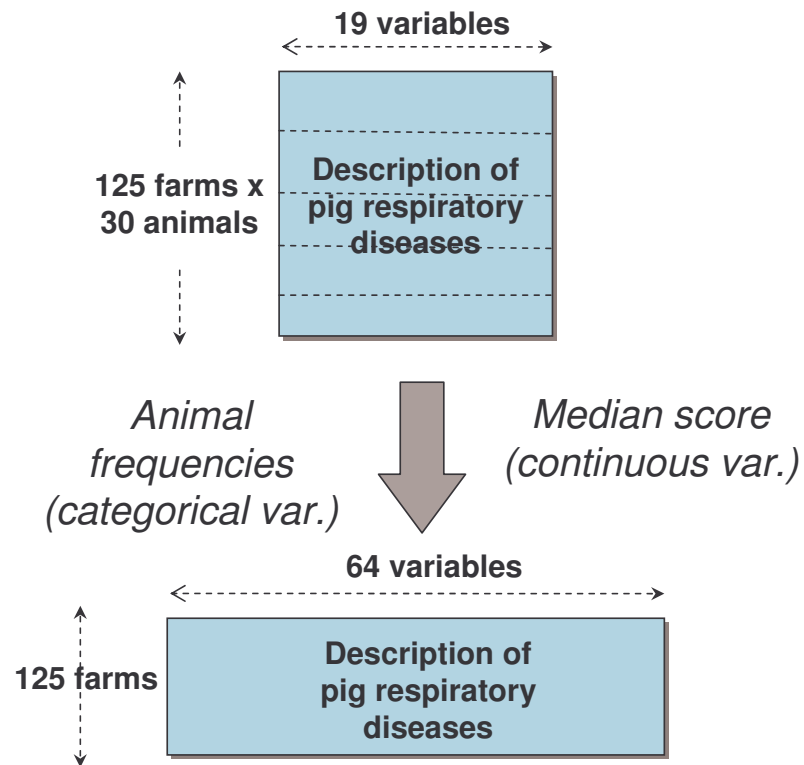 19 variables
125 farms x
30 animals
Description of
pig respiratory
diseases
Animal
frequencies
(categorical var.)
Median score
(continuous var.)
64 variables
125 farms
Description of
pig respiratory
diseases